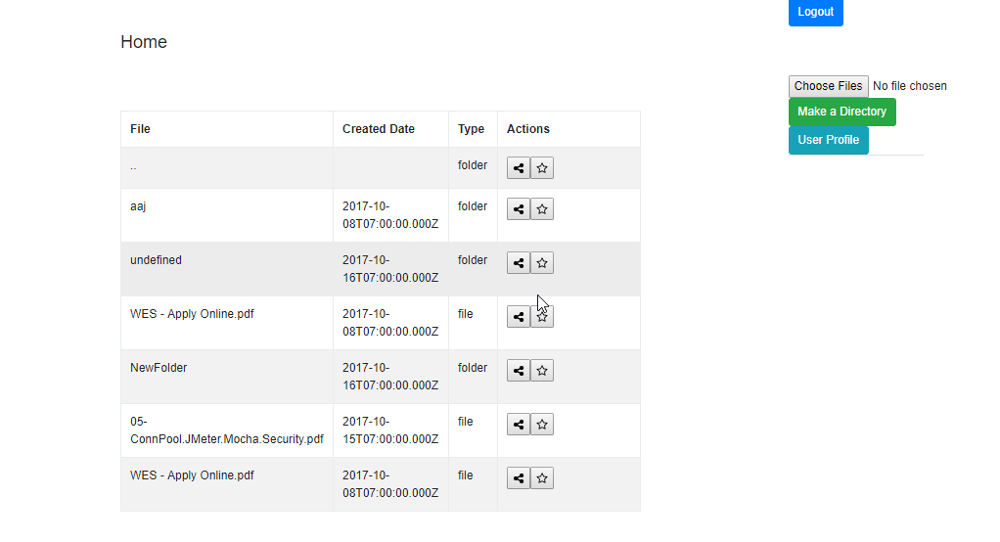 Logout
Home
Choose Files No file chosen
Make a Directory
User Profile
File Created Date Type Actions
.. folder
aaj 2017-10- folder
08T07:00:00.000Z
undefined 2017-10- folder
16T07:00:00.000Z
WES - Apply Online.pdf 2017-10- file
08T07:00:00.000Z
NewFolder 2017-10- folder
16T07:00:00.000Z
05- 2017-10- file
ConnPool.JMeter.Mocha.Security.pdf 15T07:00:00.000Z
WES - Apply Online.pdf 2017-10- file
08T07:00:00.000Z